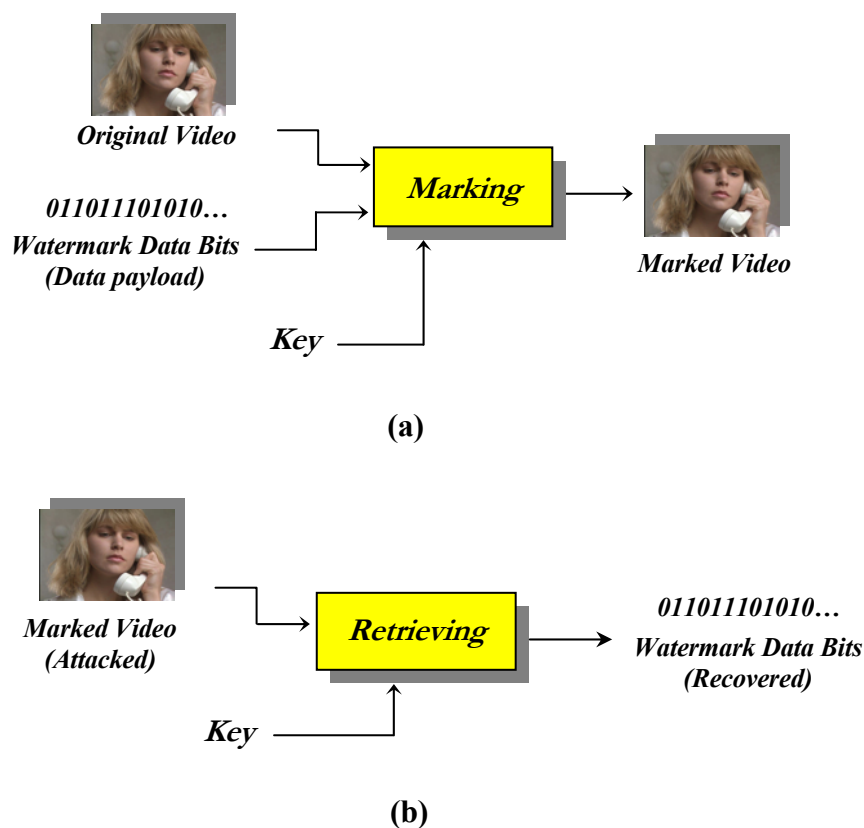 Original Video
011011101010…
Watermark Data Bits
(Data payload)
Key
Marking
Marked Video
(a)
Marked Video
(Attacked)
Key
Retrieving
011011101010…
Watermark Data Bits
(Recovered)
(b)